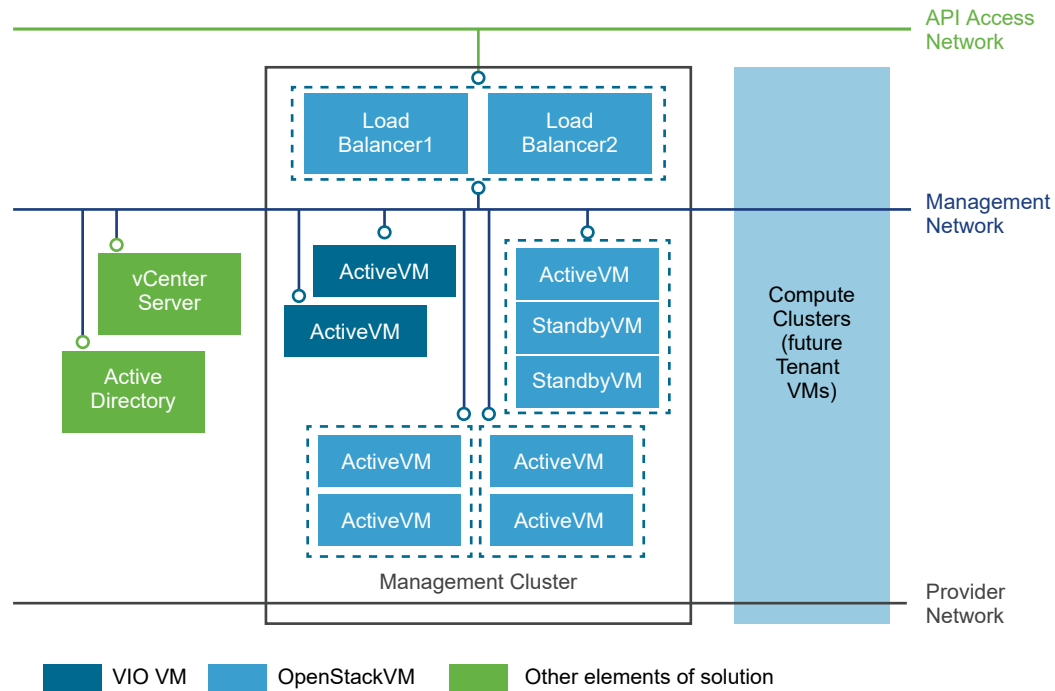 API Access
Network
Load
Balancer1
Load
Balancer2
Management
Network
vCenter
Server
Active
Directory
ActiveVM
ActiveVM
ActiveVM
StandbyVM
StandbyVM
Compute
Clusters
(future
Tenant
VMs)
ActiveVM
ActiveVM
ActiveVM
ActiveVM
Management Cluster
Provider
Network
VIO VM
OpenStackVM
Other elements of solution